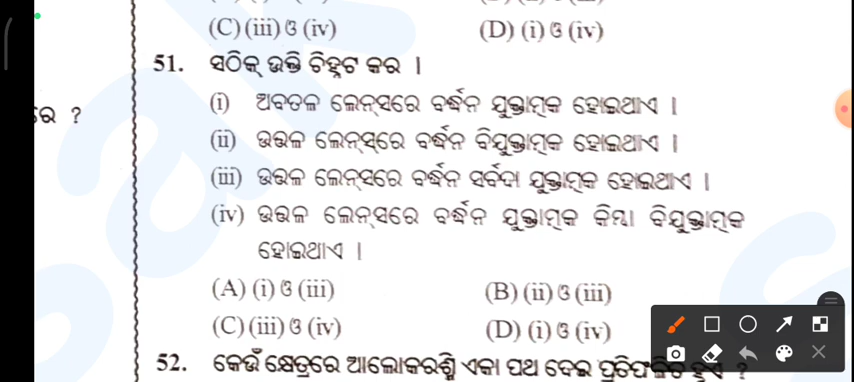 (C) (iii) ଓ (iv) (D) (i) ଓ (iv)
51. ସଠିକ୍ ଉକ୍ତି ଚିହ୍ନଟ କର ।
ରେ ?
(i) ଅବତଳ ଲେନ୍ସରେ ବର୍ଦ୍ଧନ ଯୁକ୍ତାତ୍ମକ ହୋଇଥାଏ ।
(ii) ଉତ୍ତଳ ଲେନ୍ସ୍‌ରେ ବର୍ଦ୍ଧନ ବିଯୁକ୍ତାତ୍ମକ ହୋଇଥାଏ ।
(iii) ଉତ୍ତଳ ଲେନ୍ସରେ ବର୍ଦ୍ଧନ ସର୍ବଦା ଯୁକ୍ତାତ୍ମକ ହୋଇଥାଏ ।
(iv) ଉତ୍ତଳ ଲେନ୍ସରେ ବର୍ଦ୍ଧନ ଯୁକ୍ତାତ୍ମକ କିମ୍ବା ବିଯୁକ୍ତାତ୍ମକ
ହୋଇଥାଏ ।
(A) (i) ଓ (iii) (B) (ii) ଓ (iii)
(C) (iii) ଓ (iv) (D) (i) ଓ (iv)
52. କେଉଁ କ୍ଷେତ୍ରରେ ଆଲୋକରଶ୍ମି ଏକା ପଥ ଦେଇ ପ୍ରତିଫଳିତ ହୁଏ ?